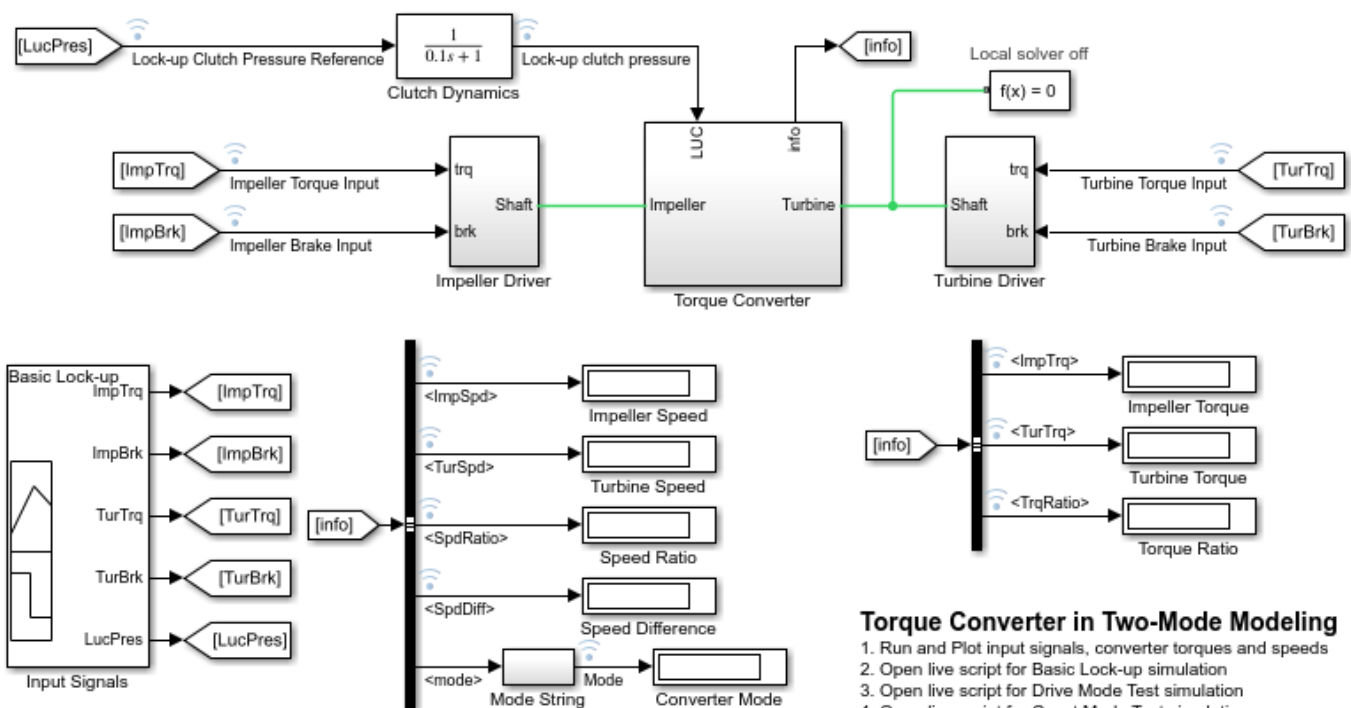 [LucPres]
Lock-up Clutch Pressure Reference
1
0.1s + 1
Clutch Dynamics
Lock-up clutch pressure
[info]
Local solver off
f(x) = 0
LUC
info
[ImpTrq]
Impeller Torque Input
trq
[ImpBrk]
Impeller Brake Input
brk
Shaft
Impeller Driver
Impeller
Turbine
Torque Converter
trq
Shaft
brk
Turbine Driver
Turbine Torque Input
[TurTrq]
Turbine Brake Input
[TurBrk]
Basic Lock-up
ImpTrq
[ImpTrq]
ImpBrk
[ImpBrk]
TurTrq
[TurTrq]
TurBrk
[TurBrk]
LucPres
[LucPres]
Input Signals
[info]
<ImpSpd>
Impeller Speed
<TurSpd>
Turbine Speed
<SpdRatio>
Speed Ratio
<SpdDiff>
Speed Difference
<mode>
Mode String
Mode
Converter Mode
[info]
<ImpTrq>
Impeller Torque
<TurTrq>
Turbine Torque
<TrqRatio>
Torque Ratio
Torque Converter in Two-Mode Modeling
1. Run and Plot input signals, converter torques and speeds
2. Open live script for Basic Lock-up simulation
3. Open live script for Drive Mode Test simulation